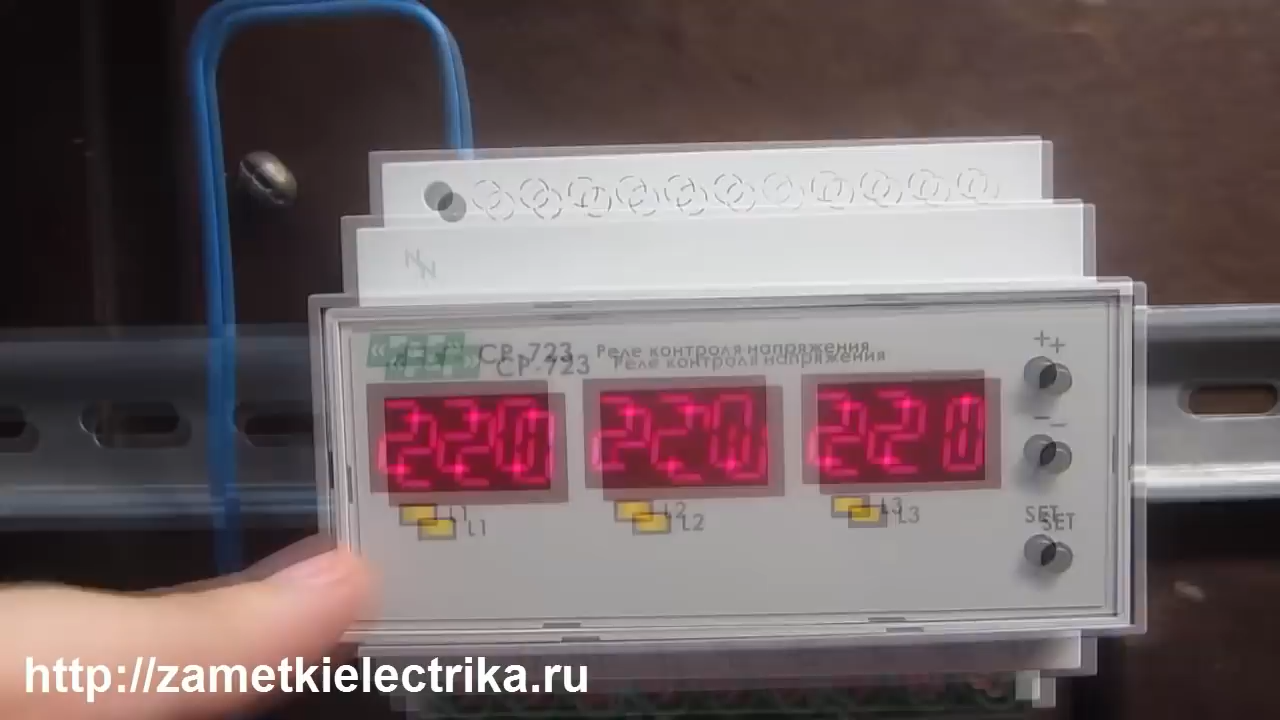 N
CP-723 Реле контроля напряжения
220 220 220
L1 L2 L3
+
−
SET
http://zametkielectrika.ru